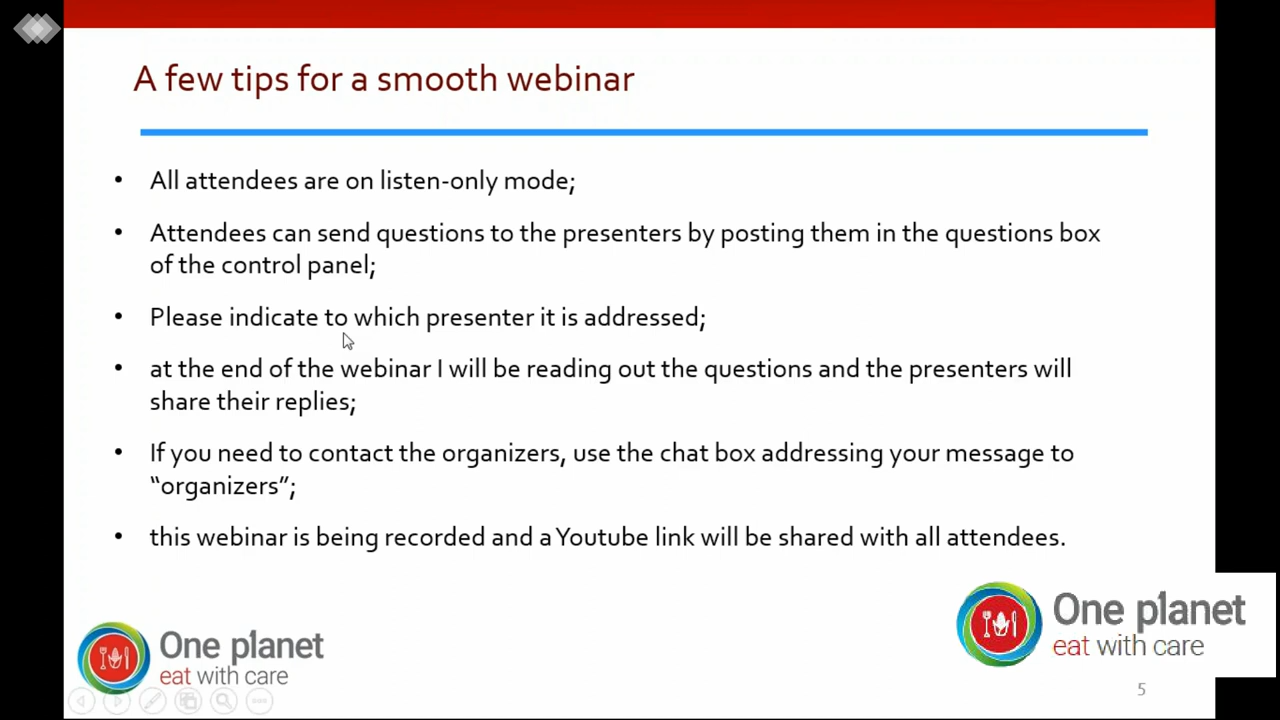 A few tips for a smooth webinar
• All attendees are on listen-only mode;
• Attendees can send questions to the presenters by posting them in the questions box
of the control panel;
• Please indicate to which presenter it is addressed;
• at the end of the webinar I will be reading out the questions and the presenters will
share their replies;
• If you need to contact the organizers, use the chat box addressing your message to
“organizers”;
• this webinar is being recorded and a Youtube link will be shared with all attendees.
One planet
eat with care
One planet
eat with care
5